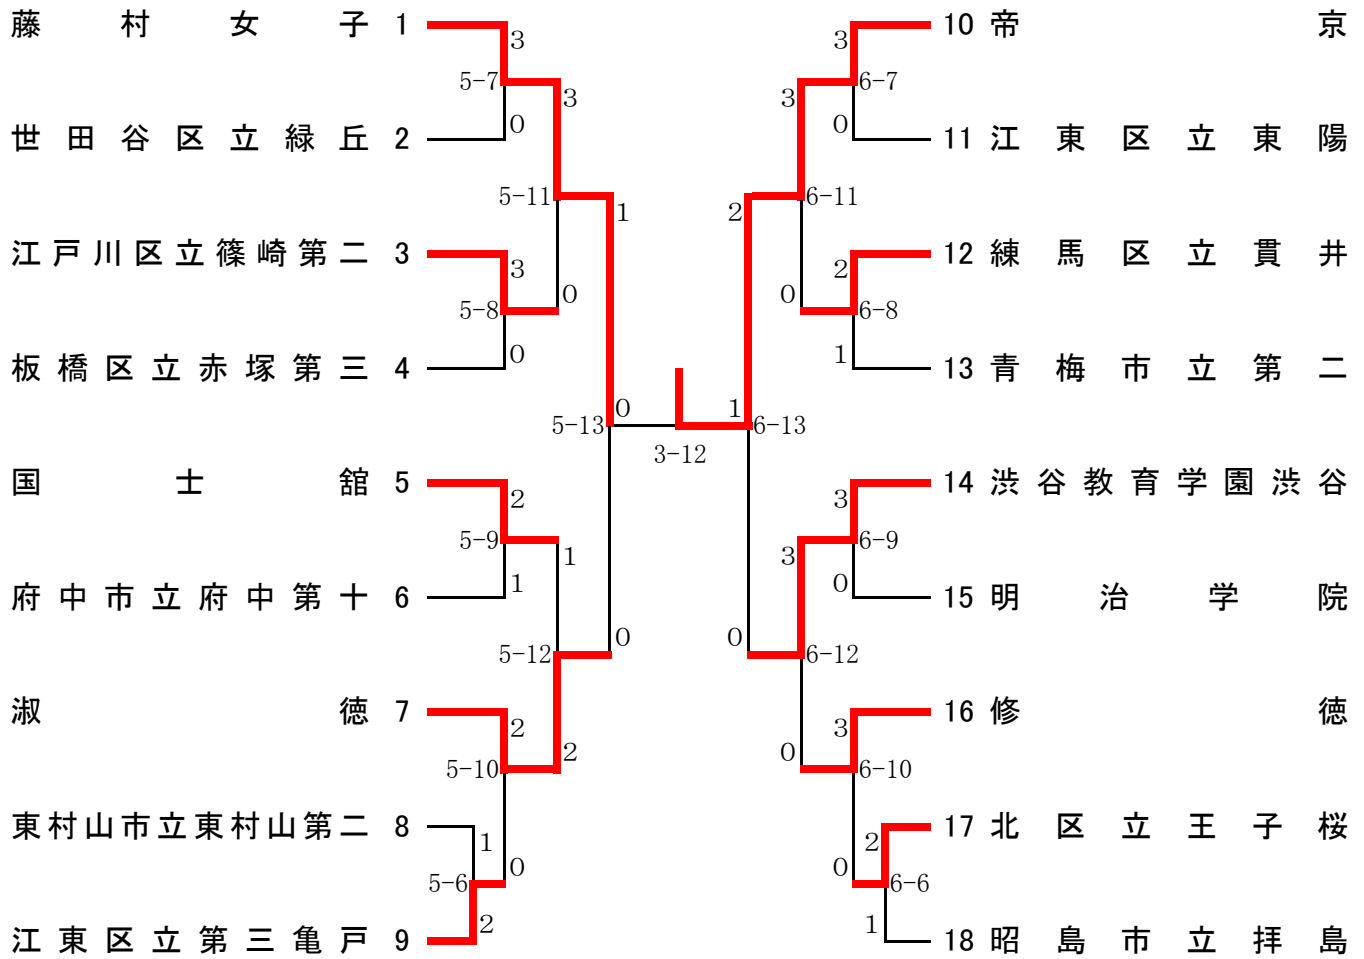 藤村女子 1 3 3 10 帝京
5-7 3 3 6-7
世田谷区立緑丘 2 0 0 11 江東区立東陽
5-11 1 2 6-11
江戸川区立篠崎第二 3 3 2 12 練馬区立貫井
5-8 0 0 6-8
板橋区立赤塚第三 4 0 1 13 青梅市立第二
5-13 0 1 6-13
3-12
国士舘 5 2 3 14 渋谷教育学園渋谷
5-9 1 3 6-9
府中市立府中第十 6 1 0 15 明治学院
5-12 0 0 6-12
淑徳 7 2 3 16 修徳
5-10 2 0 6-10
東村山市立東村山第二 8 1 2 17 北区立王子桜
5-6 0 0 6-6
江東区立第三亀戸 9 2 1 18 昭島市立拝島